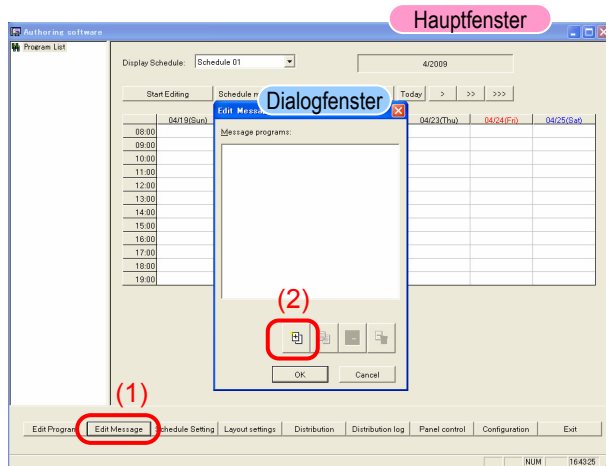 Hauptfenster
Authoring software
Program List
Display Schedule: Schedule 01 4/2009
Start Editing Schedule m Today > >> >>>
Dialogfenster
Edit Messa
04/19(Sun) 04/23(Thu) 04/24(Fri) 04/25(Sat)
Message programs:
08:00
09:00
10:00
11:00
12:00
13:00
14:00
15:00
16:00
17:00
18:00
19:00
(2)
OK Cancel
(1)
Edit Program Edit Message Schedule Setting Layout settings Distribution Distribution log Panel control Configuration Exit
NUM 164325